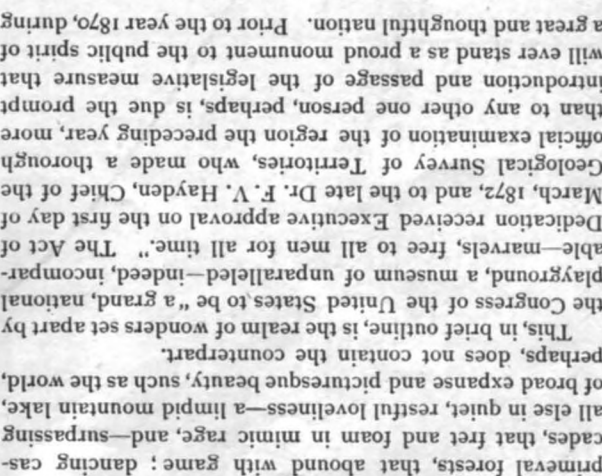 primeval forests, that abound with game; dancing cas-
cades, that fret and foam in mimic rage, and—surpassing
all else in quiet, restful loveliness—a limpid mountain lake,
of broad expanse and picturesque beauty, such as the world,
perhaps, does not contain the counterpart.
This, in brief outline, is the realm of wonders set apart by
the Congress of the United States to be "a grand, national
playground, a museum of unparalleled—indeed, incompar-
able—marvels, free to all men for all time." The Act of
Dedication received Executive approval on the first day of
March, 1872, and to the late Dr. F. V. Hayden, Chief of the
Geological Survey of Territories, who made a thorough
official examination of the region the preceding year, more
than to any other one person, perhaps, is due the prompt
introduction and passage of the legislative measure that
will ever stand as a proud monument to the public spirit of
a great and thoughtful nation. Prior to the year 1870, during